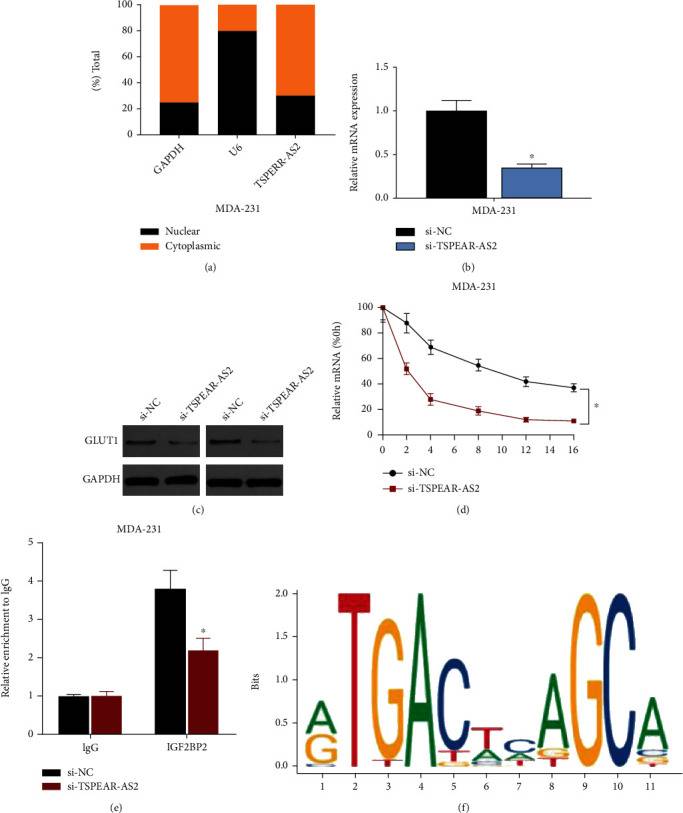 100
80
60
40
20
0
(%) Total
GAPDH
U6
TSPERR-AS2
MDA-231
Nuclear
Cytoplasmic
(a)
1.5
1.0
0.5
0.0
Relative mRNA expression
*
MDA-231
si-NC
si-TSPEAR-AS2
(b)
si-NC
si-TSPEAR-AS2
si-NC
si-TSPEAR-AS2
GLUT1
GAPDH
(c)
MDA-231
100
80
60
40
20
0
Relative mRNA (%0h)
*
0 2 4 8 12 16
si-NC
si-TSPEAR-AS2
(d)
MDA-231
5
4
3
2
1
0
Relative enrichment to lgG
*
lgG
IGF2BP2
si-NC
si-TSPEAR-AS2
(e)
2.0
1.5
1.0
0.5
0.0
Bits
A T G A C T C A G C A
G A A
1 2 3 4 5 6 7 8 9 10 11
(f)